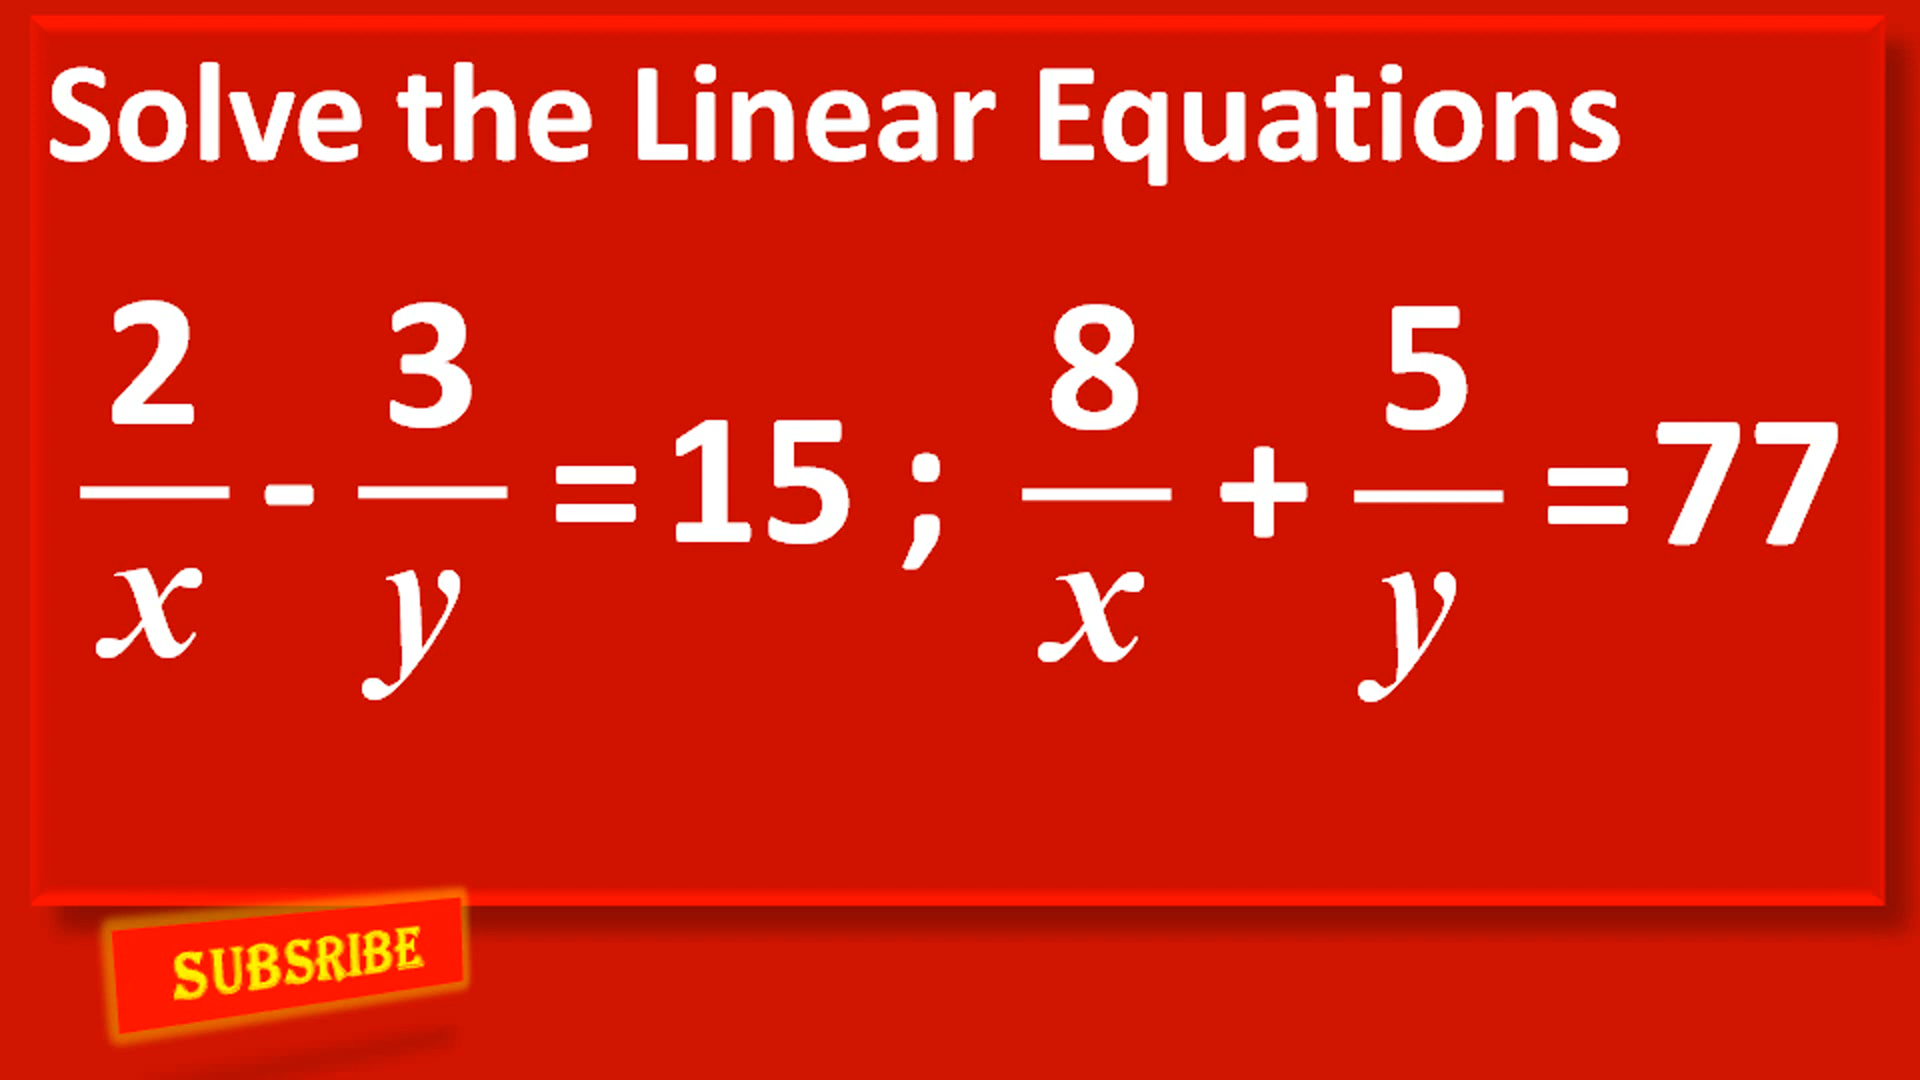 Solve the Linear Equations
2/x - 3/y = 15 ; 8/x + 5/y = 77
SUBSRIBE